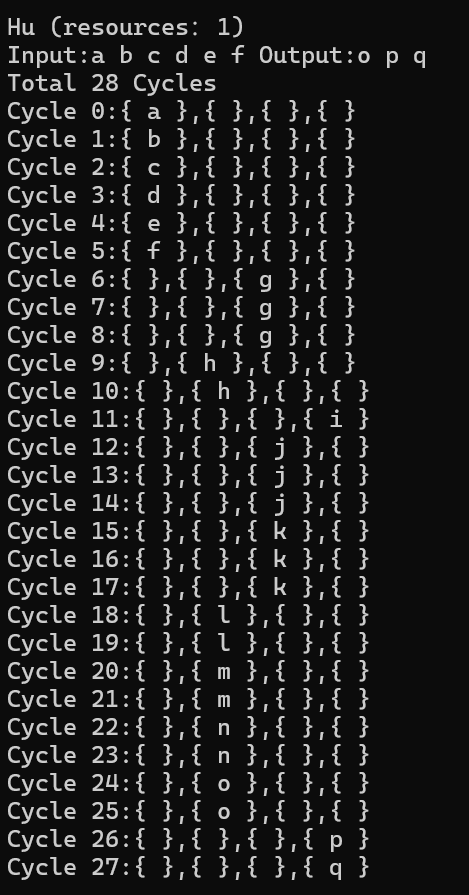 Hu (resources: 1)
Input:a b c d e f Output:o p q
Total 28 Cycles
Cycle 0:{ a },{ },{ },{ }
Cycle 1:{ b },{ },{ },{ }
Cycle 2:{ c },{ },{ },{ }
Cycle 3:{ d },{ },{ },{ }
Cycle 4:{ e },{ },{ },{ }
Cycle 5:{ f },{ },{ },{ }
Cycle 6:{ },{ },{ g },{ }
Cycle 7:{ },{ },{ g },{ }
Cycle 8:{ },{ },{ g },{ }
Cycle 9:{ },{ h },{ },{ }
Cycle 10:{ },{ h },{ },{ }
Cycle 11:{ },{ },{ },{ i }
Cycle 12:{ },{ },{ j },{ }
Cycle 13:{ },{ },{ j },{ }
Cycle 14:{ },{ },{ j },{ }
Cycle 15:{ },{ },{ k },{ }
Cycle 16:{ },{ },{ k },{ }
Cycle 17:{ },{ },{ k },{ }
Cycle 18:{ },{ l },{ },{ }
Cycle 19:{ },{ l },{ },{ }
Cycle 20:{ },{ m },{ },{ }
Cycle 21:{ },{ m },{ },{ }
Cycle 22:{ },{ n },{ },{ }
Cycle 23:{ },{ n },{ },{ }
Cycle 24:{ },{ o },{ },{ }
Cycle 25:{ },{ o },{ },{ }
Cycle 26:{ },{ },{ },{ p }
Cycle 27:{ },{ },{ },{ q }